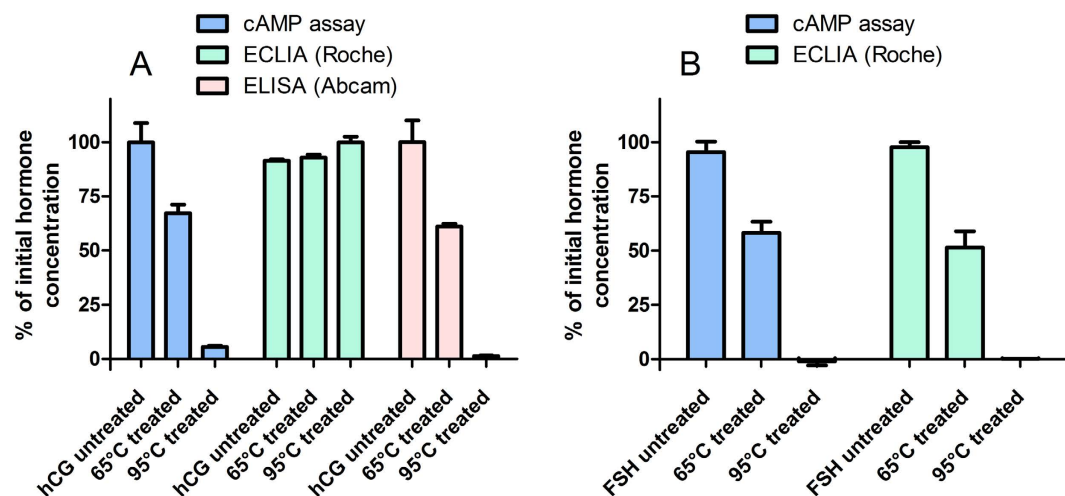 cAMP assay
ECLIA (Roche)
ELISA (Abcam)
A
% of initial hormone
concentration
100
75
50
25
0
hCG untreated
65°C treated
95°C treated
hCG untreated
65°C treated
95°C treated
hCG untreated
65°C treated
95°C treated
cAMP assay
ECLIA (Roche)
B
% of initial hormone
concentration
100
75
50
25
0
FSH untreated
65°C treated
95°C treated
FSH untreated
65°C treated
95°C treated